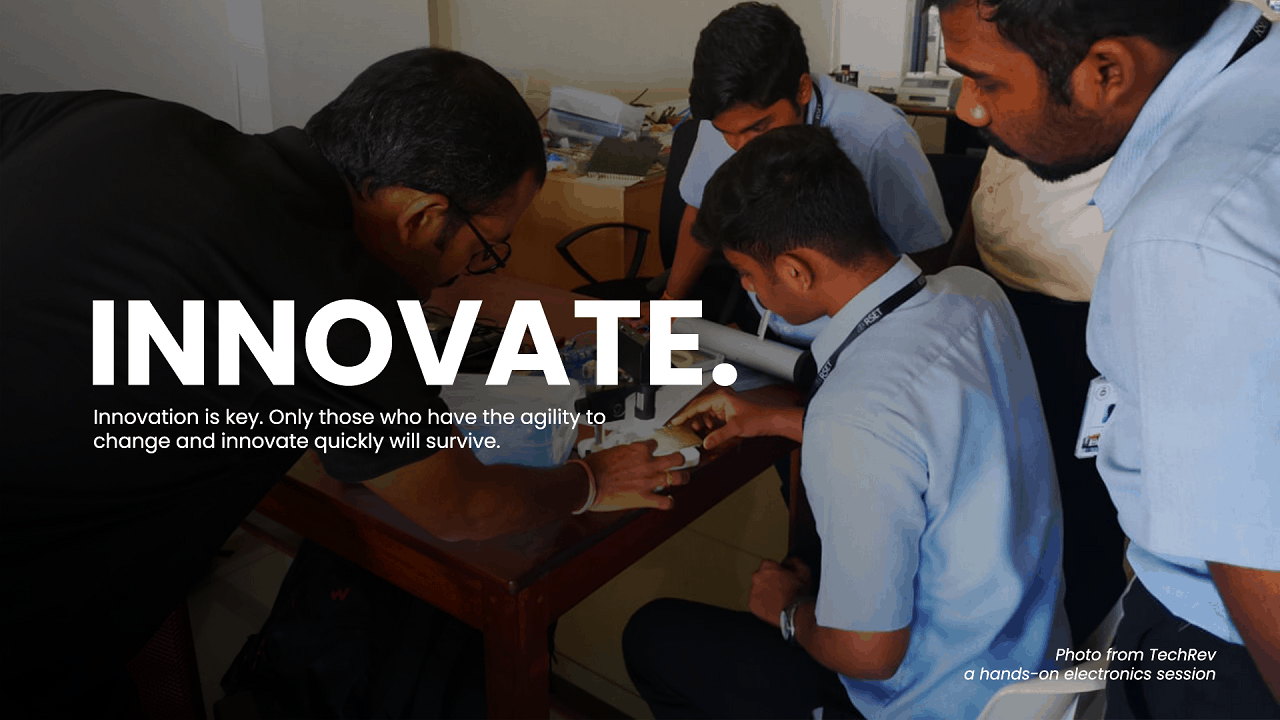 INNOVATE.
Innovation is key. Only those who have the agility to
change and innovate quickly will survive.
RSET
Photo from TechRev
a hands-on electronics session